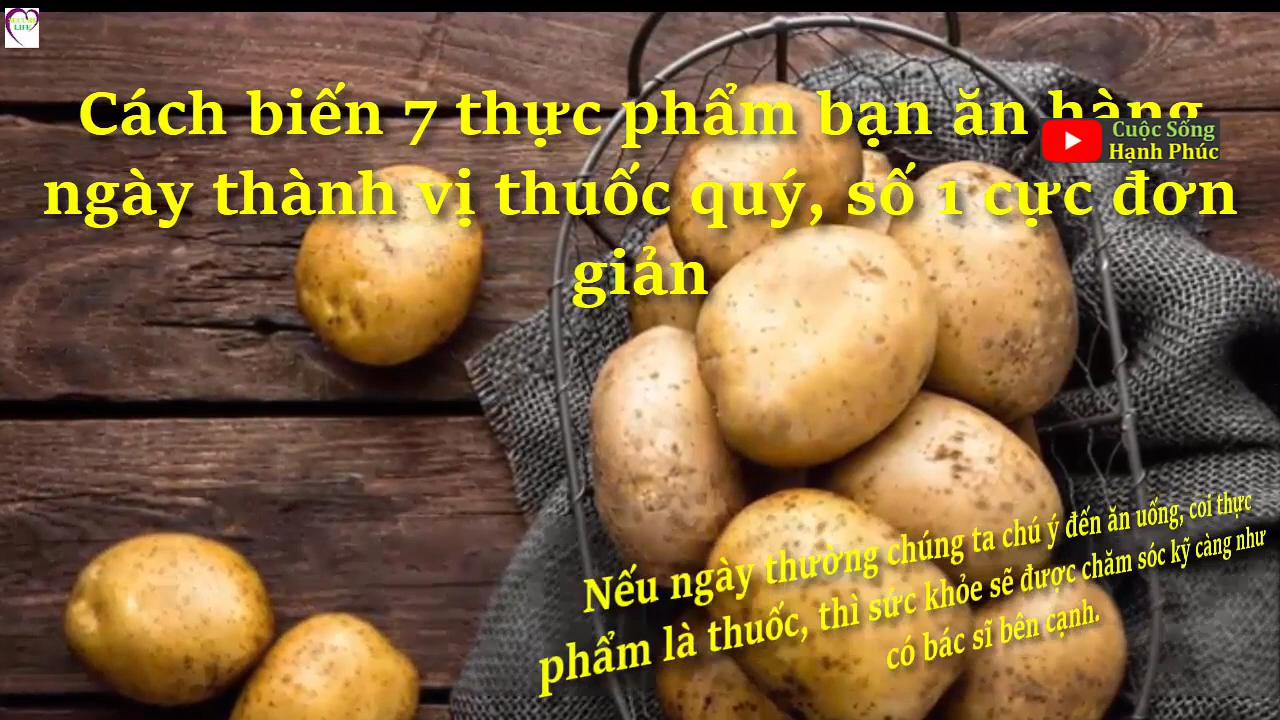 Cách biến 7 thực phẩm bạn ăn hàng
ngày thành vị thuốc quý, số 1 cực đơn
giản
Cuộc Sống
Hạnh Phúc
Nếu ngày thường chúng ta chú ý đến ăn uống, coi thực
phẩm là thuốc, thì sức khỏe sẽ được chăm sóc kỹ càng như
có bác sĩ bên cạnh.